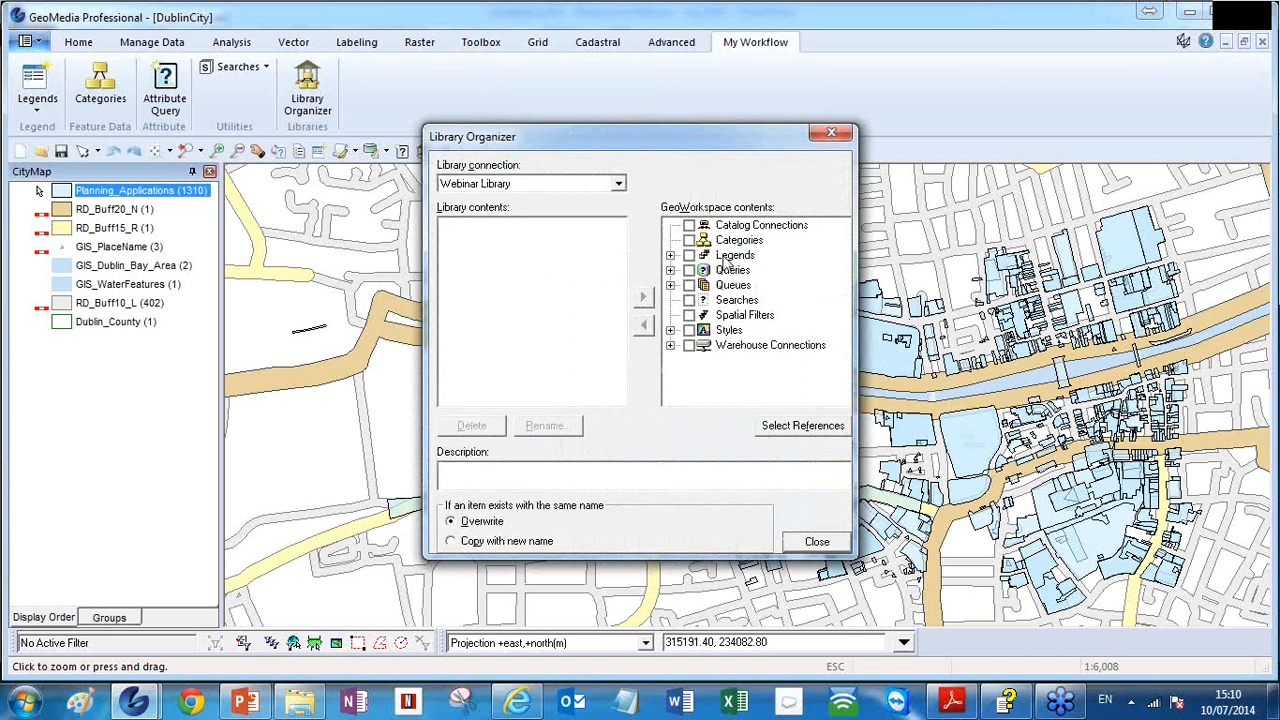 GeoMedia Professional - [DublinCity]
Home Manage Data Analysis Vector Labeling Raster Toolbox Grid Cadastral Advanced My Workflow
Legends Categories Attribute Query Searches Library Organizer
Legend Feature Data Attribute Utilities Libraries
CityMap
Planning_Applications (1310)
RD_Buff20_N (1)
RD_Buff15_R (1)
GIS_PlaceName (3)
GIS_Dublin_Bay_Area (2)
GIS_WaterFeatures (1)
RD_Buff10_L (402)
Dublin_County (1)
Display Order Groups
Library Organizer
Library connection:
Webinar Library
Library contents:
GeoWorkspace contents:
Catalog Connections
Categories
Legends
Queries
Queues
Searches
Spatial Filters
Styles
Warehouse Connections
Delete Rename... Select References
Description:
If an item exists with the same name
Overwrite
Copy with new name
Close
No Active Filter Projection +east,+north(m) 315191.40, 234082.80
Click to zoom or press and drag. ESC 1:6,008
EN 15:10
10/07/2014